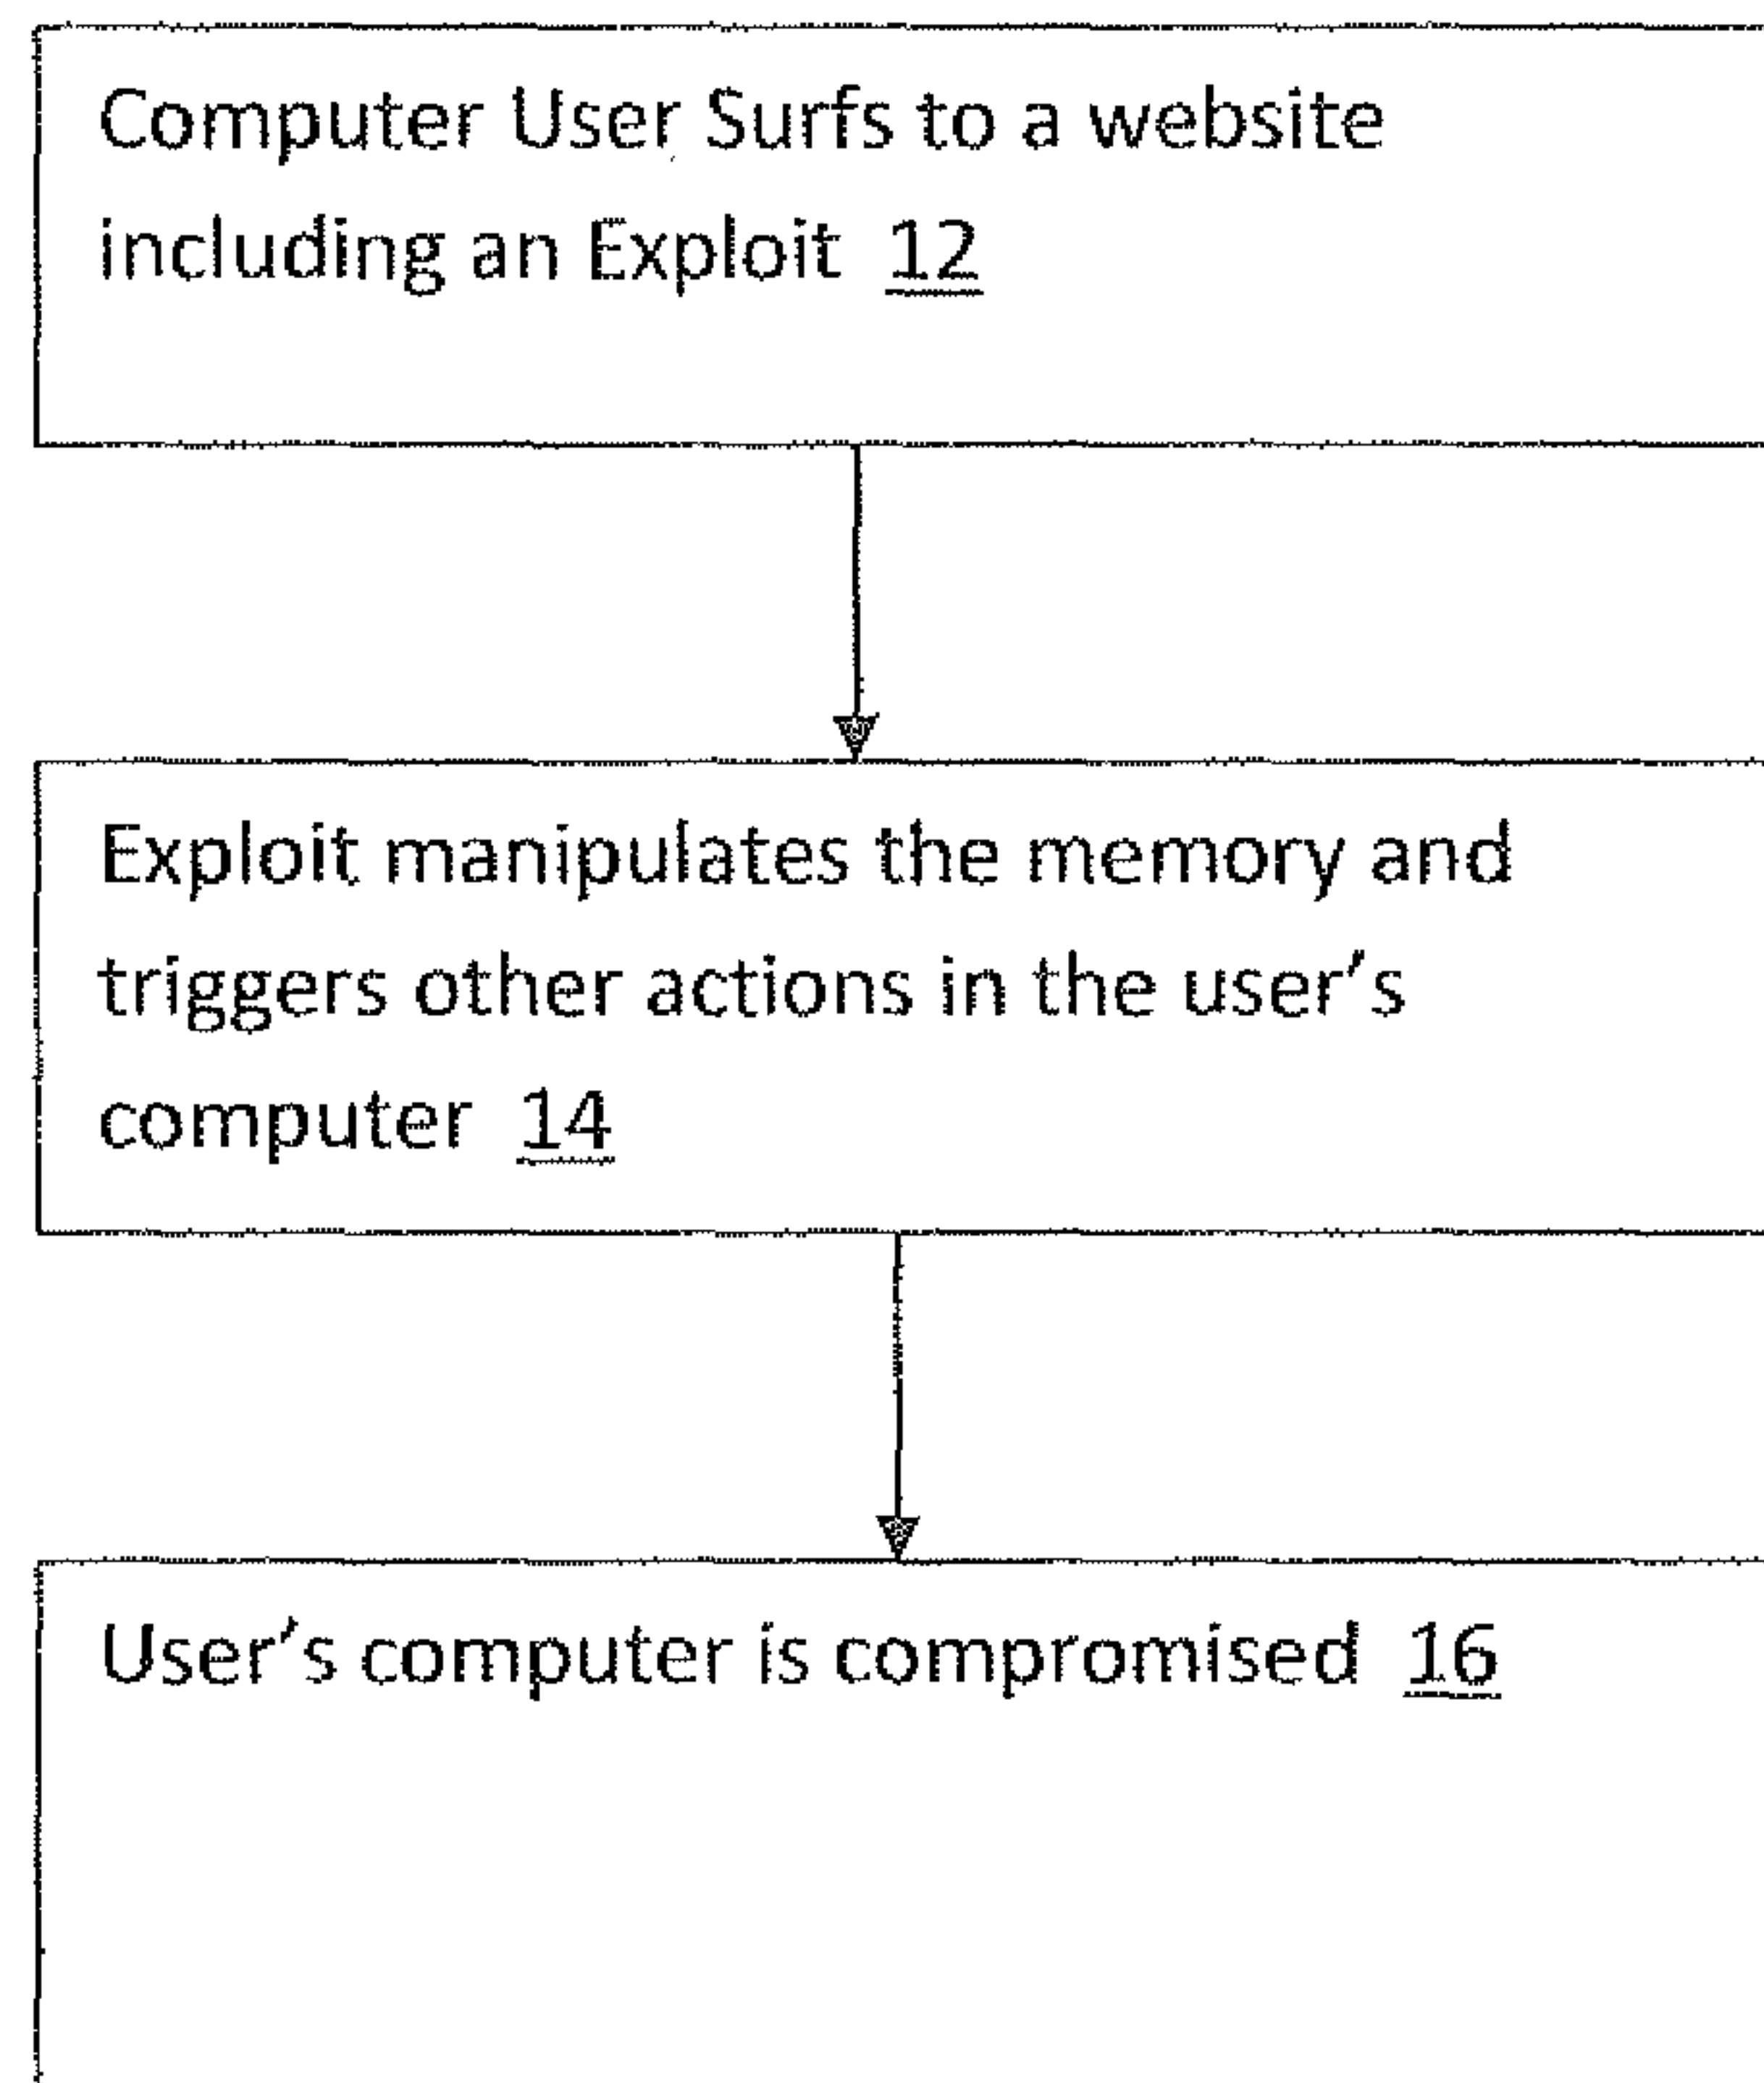 Computer User Surfs to a website
including an Exploit 12
Exploit manipulates the memory and
triggers other actions in the user’s
computer 14
User’s computer is compromised 16